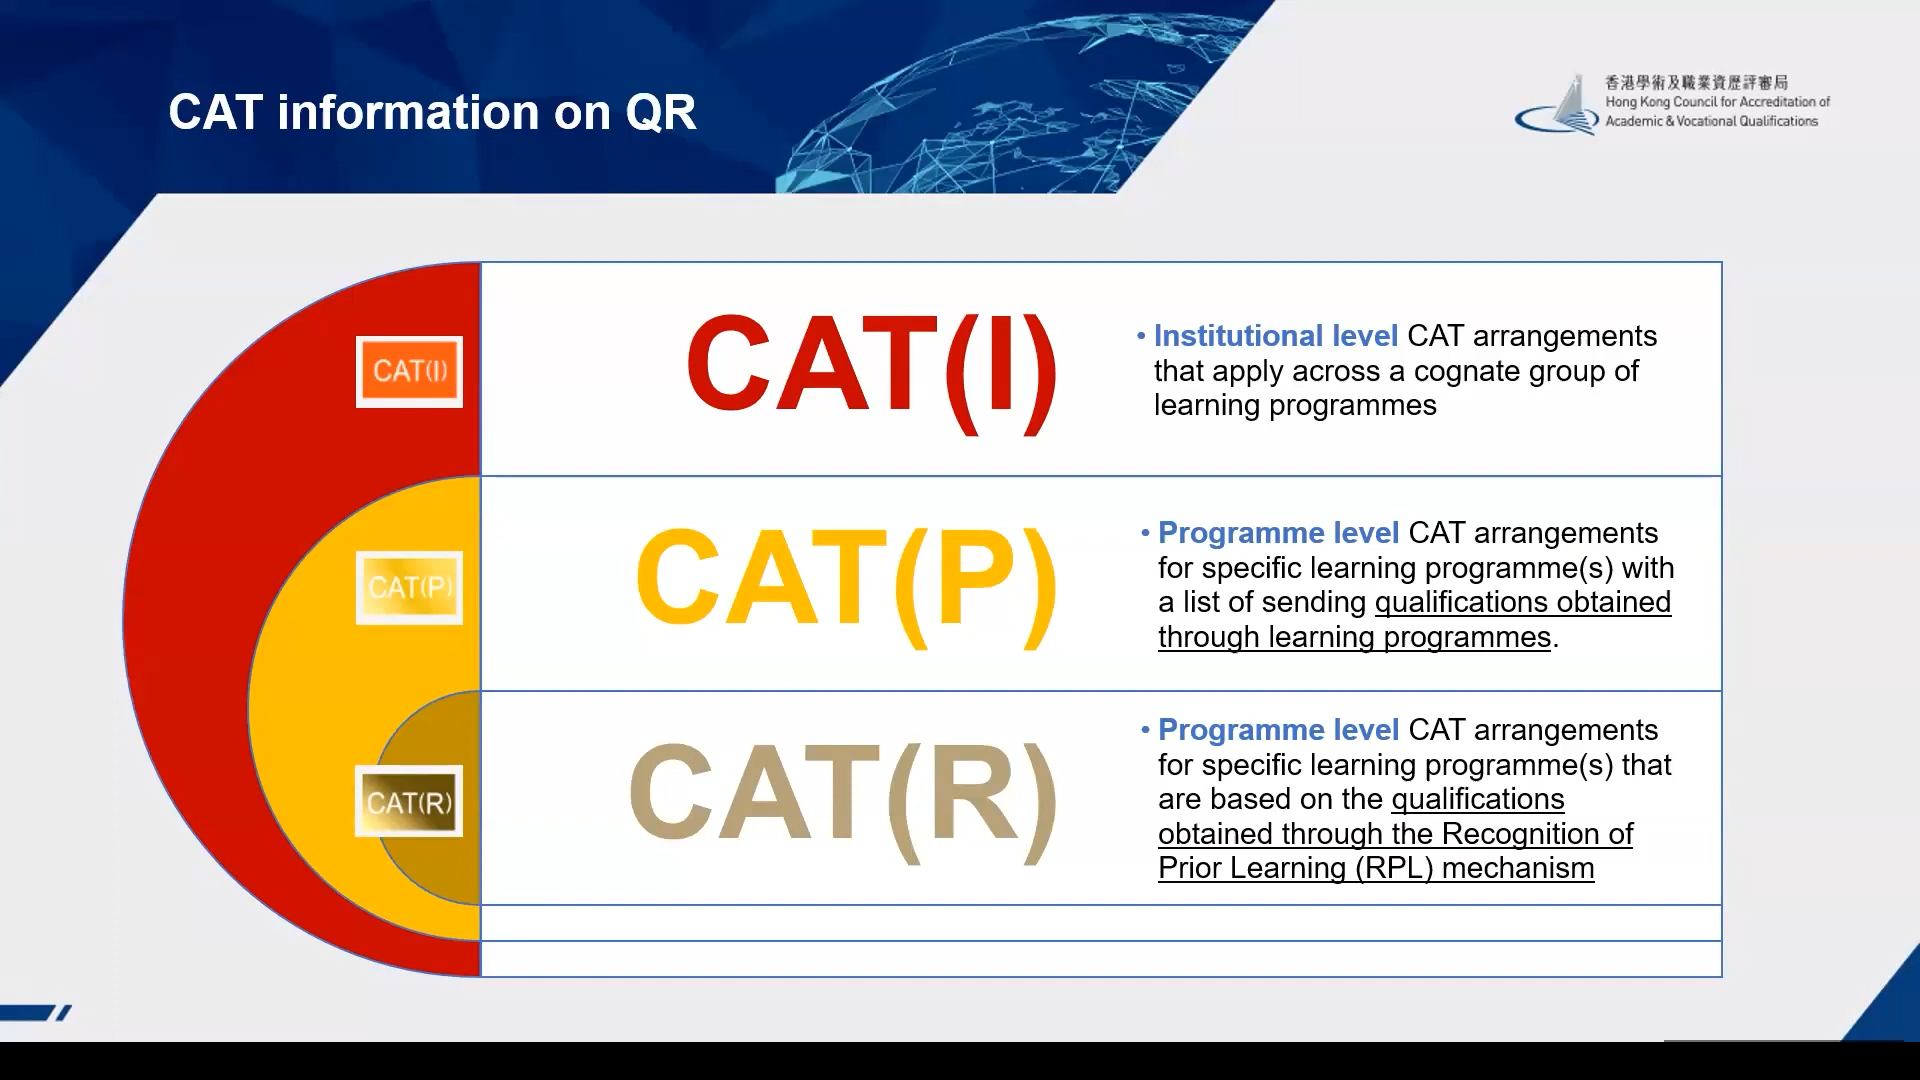 CAT information on QR
香港學術及職業資歷評審局
Hong Kong Council for Accreditation of
Academic & Vocational Qualifications
CAT(I)
CAT(I)
• Institutional level CAT arrangements
that apply across a cognate group of
learning programmes
CAT(P)
CAT(P)
• Programme level CAT arrangements
for specific learning programme(s) with
a list of sending qualifications obtained
through learning programmes.
CAT(R)
CAT(R)
• Programme level CAT arrangements
for specific learning programme(s) that
are based on the qualifications
obtained through the Recognition of
Prior Learning (RPL) mechanism